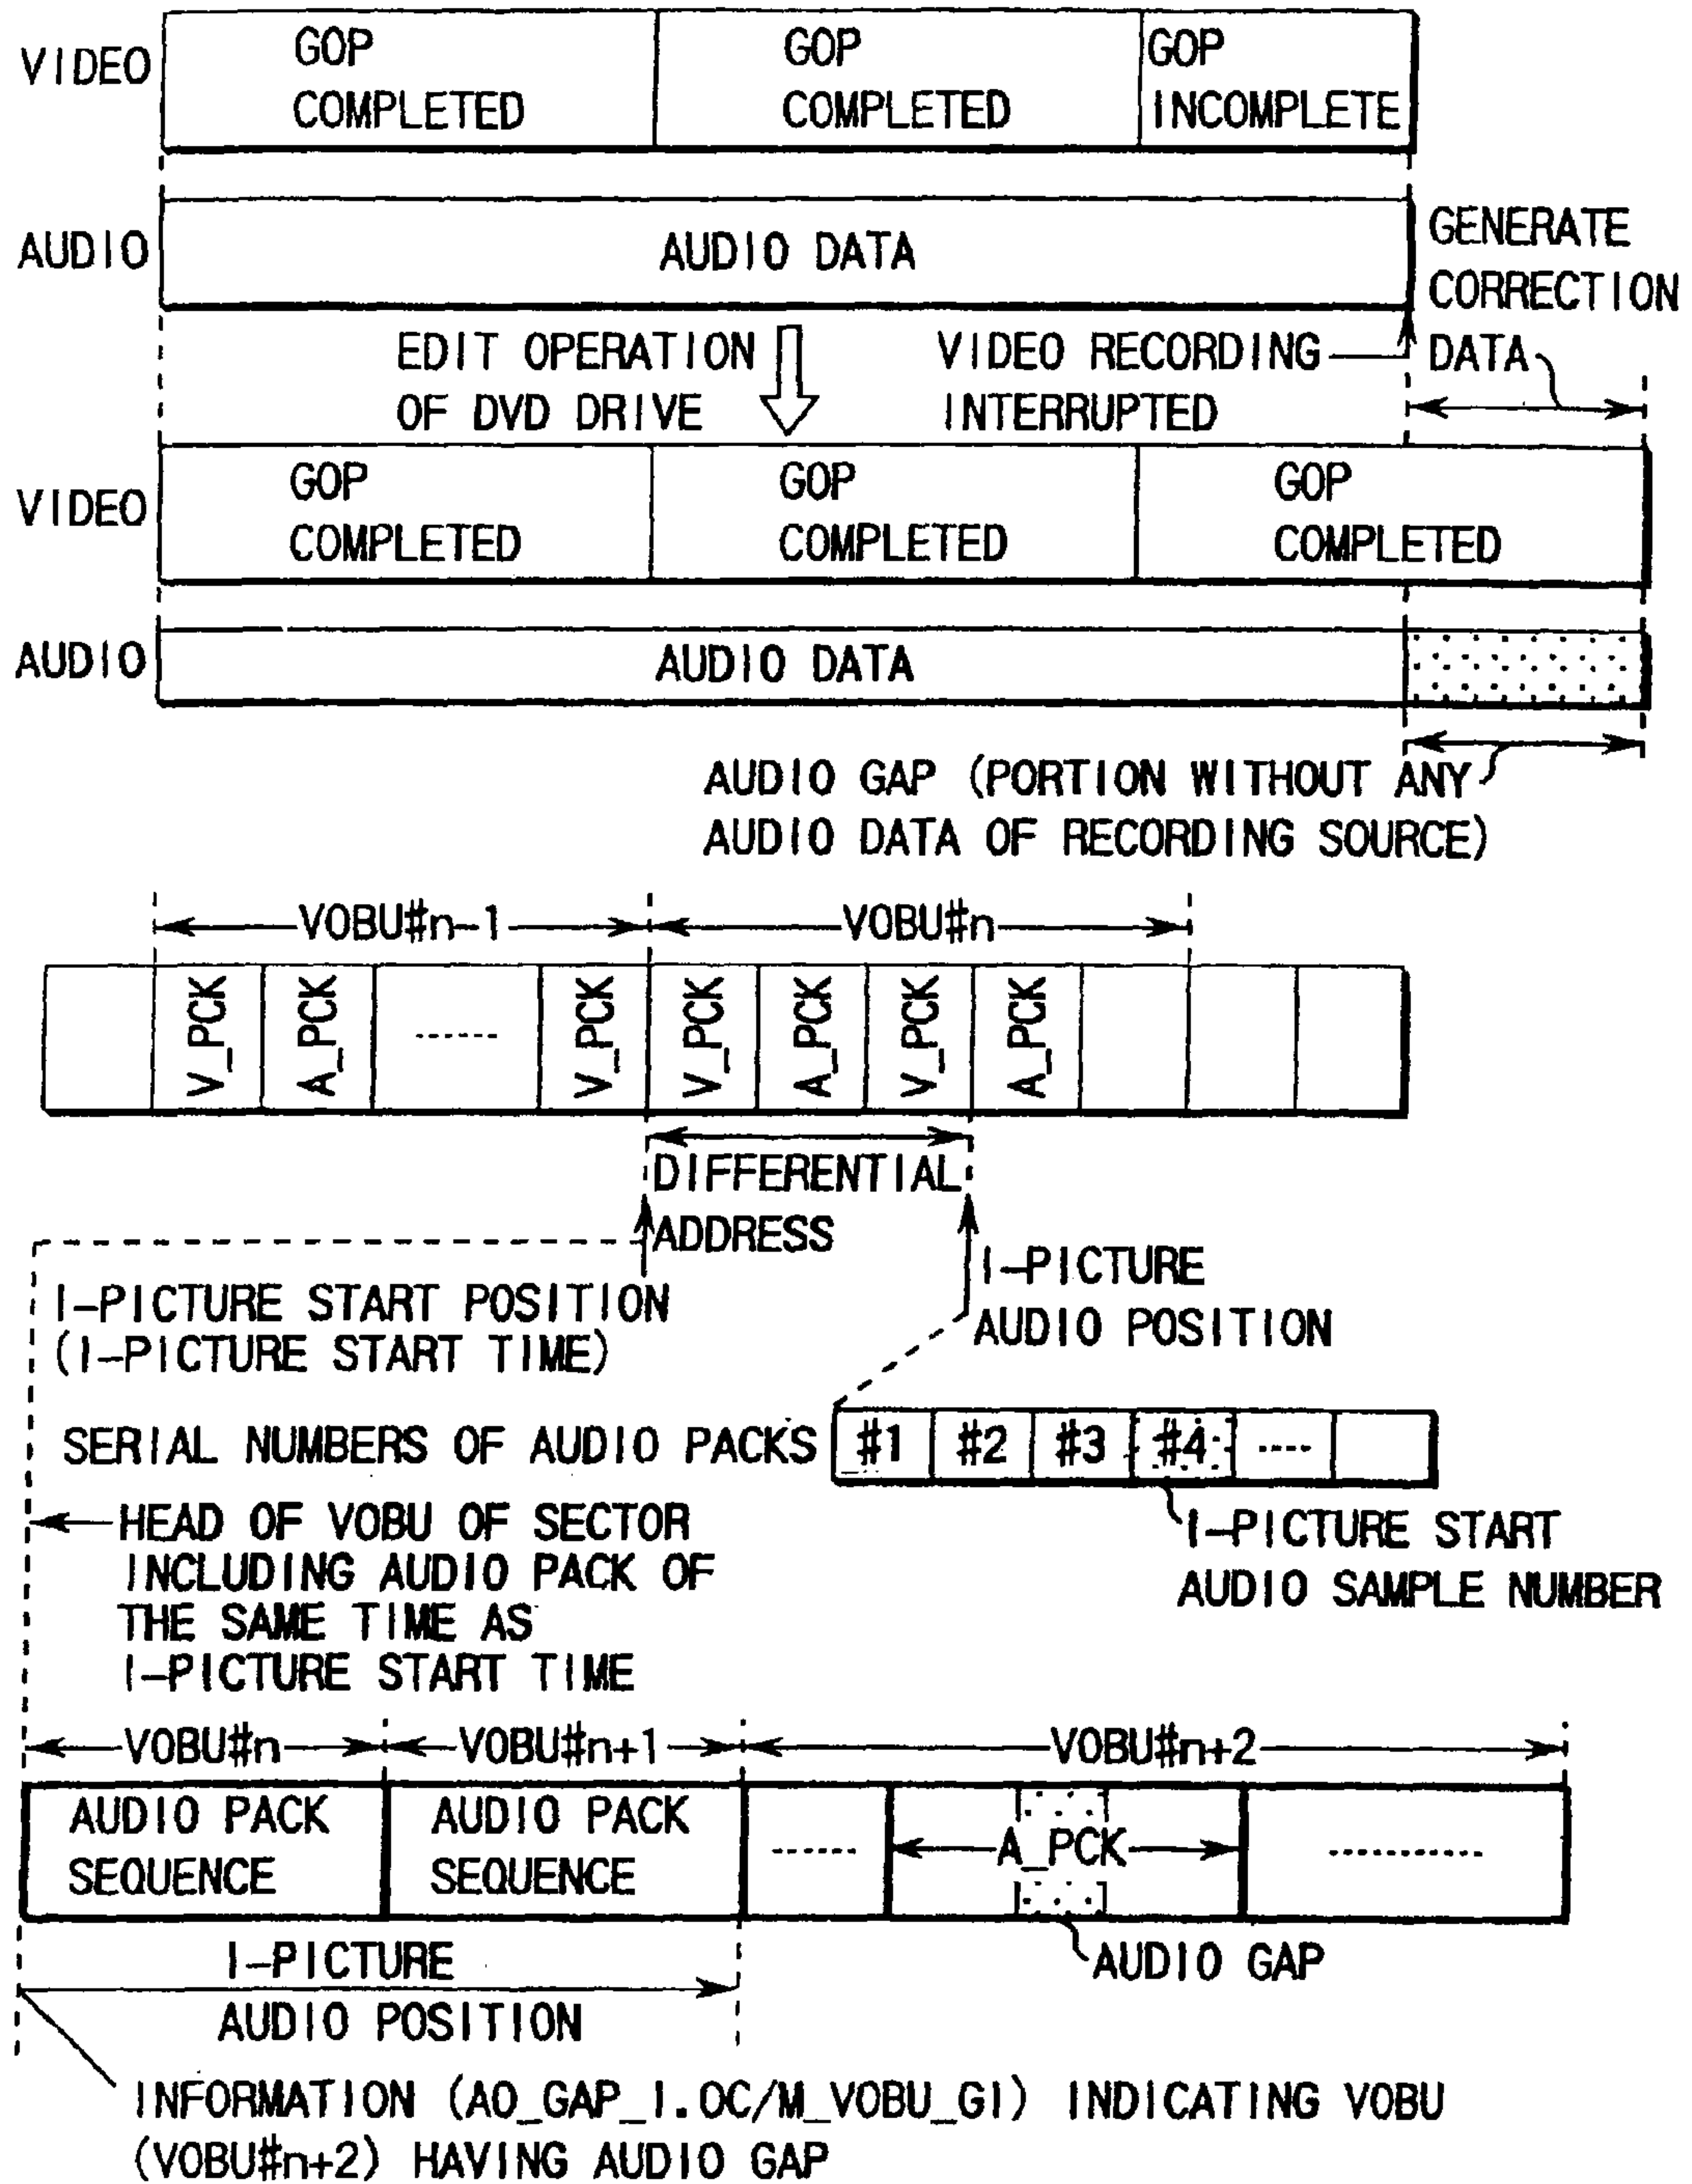 VIDEO
GOP
COMPLETED
GOP
COMPLETED
GOP
INCOMPLETE
AUDIO
AUDIO DATA
GENERATE
CORRECTION
DATA
EDIT OPERATION
OF DVD DRIVE
VIDEO RECORDING
INTERRUPTED
VIDEO
GOP
COMPLETED
GOP
COMPLETED
GOP
COMPLETED
AUDIO
AUDIO DATA
AUDIO GAP (PORTION WITHOUT ANY
AUDIO DATA OF RECORDING SOURCE)
VOBU#n-1
VOBU#n
V_PCK
A_PCK
V_PCK
V_PCK
A_PCK
V_PCK
A_PCK
DIFFERENTIAL
ADDRESS
I-PICTURE START POSITION
(I-PICTURE START TIME)
I-PICTURE
AUDIO POSITION
SERIAL NUMBERS OF AUDIO PACKS
#1
#2
#3
#4
I-PICTURE START
AUDIO SAMPLE NUMBER
HEAD OF VOBU OF SECTOR
INCLUDING AUDIO PACK OF
THE SAME TIME AS
I-PICTURE START TIME
VOBU#n
VOBU#n+1
VOBU#n+2
AUDIO PACK
SEQUENCE
AUDIO PACK
SEQUENCE
A_PCK
AUDIO GAP
I-PICTURE
AUDIO POSITION
INFORMATION (A0_GAP_I.OC/M_VOBU_GI) INDICATING VOBU
(VOBU#n+2) HAVING AUDIO GAP